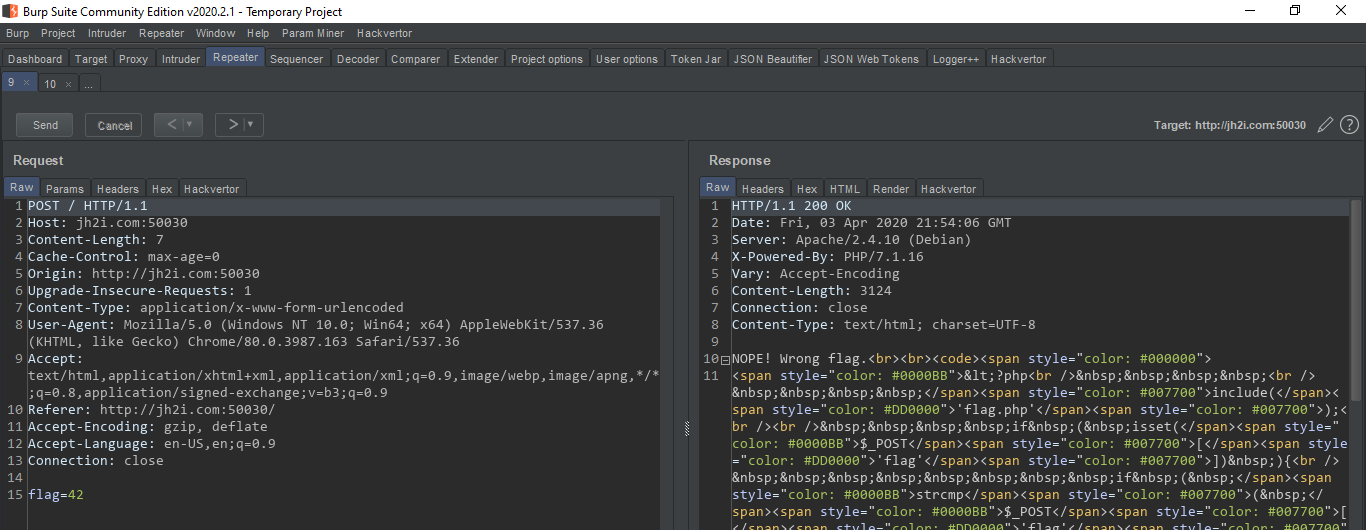 Burp Suite Community Edition v2020.2.1 - Temporary Project
Burp Project Intruder Repeater Window Help Param Miner Hackvertor
Dashboard Target Proxy Intruder Repeater Sequencer Decoder Comparer Extender Project options User options Token Jar JSON Beautifier JSON Web Tokens Logger++ Hackvertor
9 × 10 × ...
Send Cancel < ▼ > ▼ Target: http://jh2i.com:50030 ?
Request
Raw Params Headers Hex Hackvertor
1 POST / HTTP/1.1
2 Host: jh2i.com:50030
3 Content-Length: 7
4 Cache-Control: max-age=0
5 Origin: http://jh2i.com:50030
6 Upgrade-Insecure-Requests: 1
7 Content-Type: application/x-www-form-urlencoded
8 User-Agent: Mozilla/5.0 (Windows NT 10.0; Win64; x64) AppleWebKit/537.36
(KHTML, like Gecko) Chrome/80.0.3987.163 Safari/537.36
9 Accept:
text/html,application/xhtml+xml,application/xml;q=0.9,image/webp,image/apng,*/*
;q=0.8,application/signed-exchange;v=b3;q=0.9
10 Referer: http://jh2i.com:50030/
11 Accept-Encoding: gzip, deflate
12 Accept-Language: en-US,en;q=0.9
13 Connection: close
14
15 flag=42
Response
Raw Headers Hex HTML Render Hackvertor
1 HTTP/1.1 200 OK
2 Date: Fri, 03 Apr 2020 21:54:06 GMT
3 Server: Apache/2.4.10 (Debian)
4 X-Powered-By: PHP/7.1.16
5 Vary: Accept-Encoding
6 Content-Length: 3124
7 Connection: close
8 Content-Type: text/html; charset=UTF-8
9
10 NOPE! Wrong flag.<br><br><code><span style="color: #000000">
11 <span style="color: #0000BB">&lt;?php<br />&nbsp;&nbsp;&nbsp;&nbsp;<br />
&nbsp;&nbsp;&nbsp;&nbsp;</span><span style="color: #007700">include(</span><
span style="color: #DD0000">'flag.php'</span><span style="color: #007700">);<
br /><br />&nbsp;&nbsp;&nbsp;&nbsp;if&nbsp;(&nbsp;isset(</span><span style="
color: #0000BB">$_POST</span><span style="color: #007700">[</span><span style
="color: #DD0000">'flag'</span><span style="color: #007700">])&nbsp;){<br />
&nbsp;&nbsp;&nbsp;&nbsp;&nbsp;&nbsp;&nbsp;&nbsp;if&nbsp;(&nbsp;</span><span
style="color: #0000BB">strcmp</span><span style="color: #007700">(&nbsp;</
span><span style="color: #0000BB">$_POST</span><span style="color: #007700">[
</span><span style="color: #DD0000">'flag'</span><span style="color: #007700"